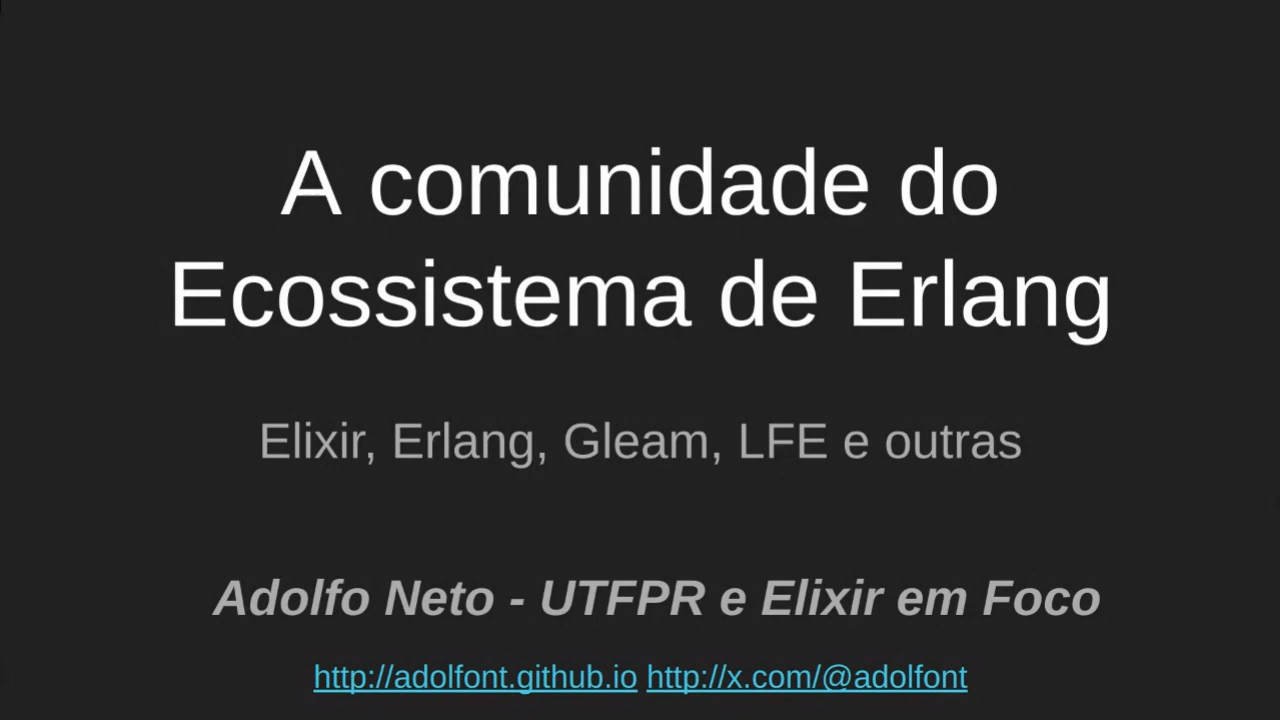 A comunidade do
Ecossistema de Erlang
Elixir, Erlang, Gleam, LFE e outras
Adolfo Neto - UTFPR e Elixir em Foco
http://adolfont.github.io http://x.com/@adolfont